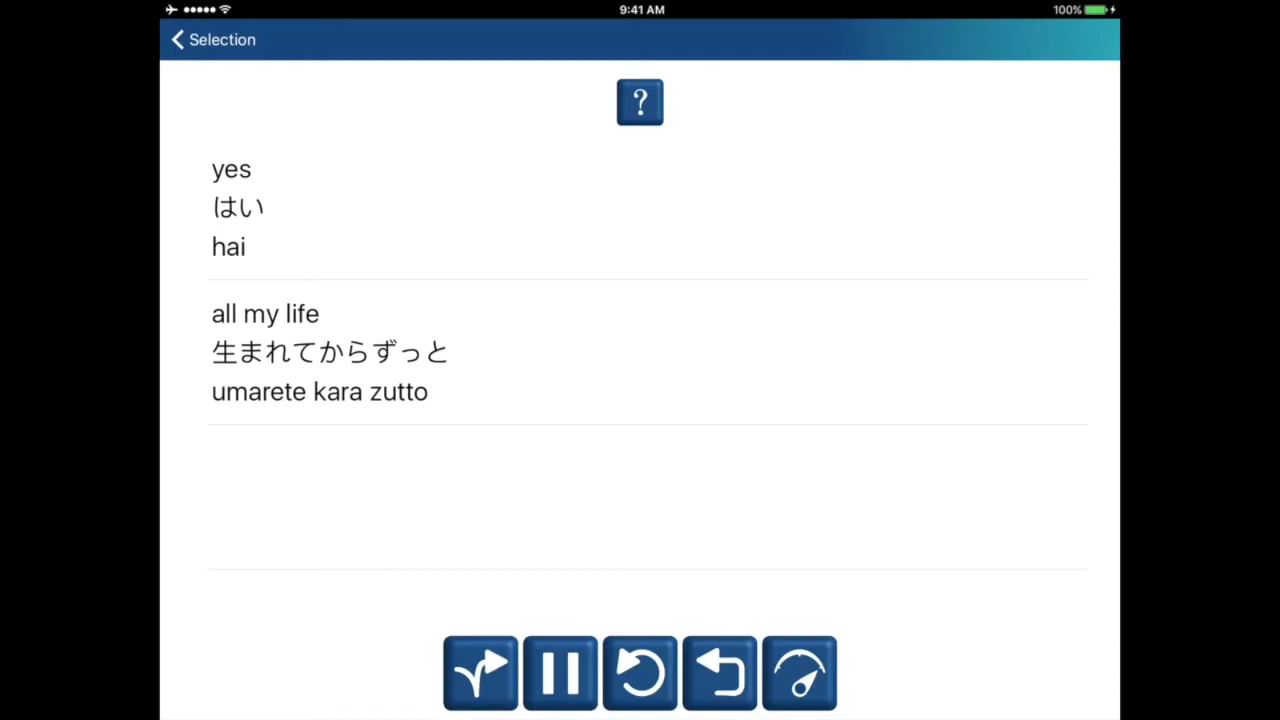 9:41 AM
100%
Selection
?
yes
はい
hai
all my life
生まれてからずっと
umarete kara zutto